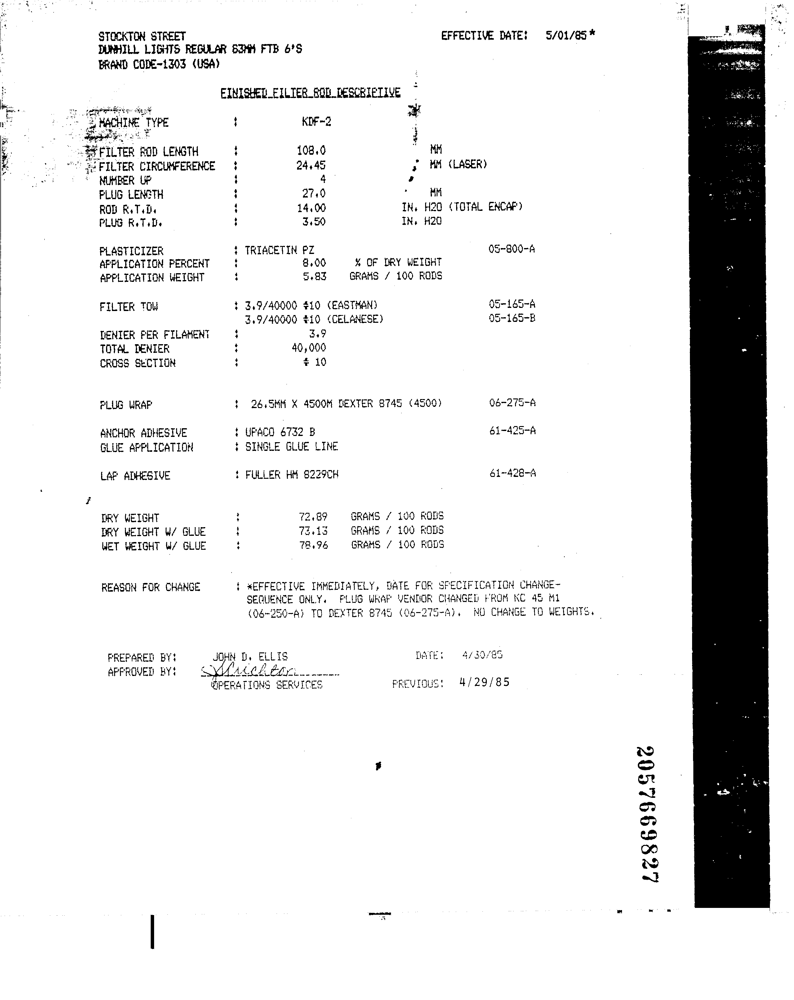 STOCKTON STREET EFFECTIVE DATE: 5/01/85*
DUNHILL LIGHTS REGULAR 83MM FTB 6'S
BRAND CODE-1303 (USA)
FINISHED FILTER ROD DESCRIPTIVE
MACHINE TYPE : KDF-2
FILTER ROD LENGTH : 108.0 MM
FILTER CIRCUMFERENCE : 24.45 MM (LASER)
NUMBER UP : 4
PLUG LENGTH : 27.0 MM
ROD R.T.D. : 14.00 IN. H2O (TOTAL ENCAP)
PLUG R.T.D. : 3.50 IN. H2O
PLASTICIZER : TRIACETIN PZ 05-800-A
APPLICATION PERCENT : 8.00 % OF DRY WEIGHT
APPLICATION WEIGHT : 5.83 GRAMS / 100 RODS
FILTER TOW : 3.9/40000 #10 (EASTMAN) 05-165-A
3.9/40000 #10 (CELANESE) 05-165-B
DENIER PER FILAMENT : 3.9
TOTAL DENIER : 40,000
CROSS SECTION : # 10
PLUG WRAP : 26.5MM X 4500M DEXTER 8745 (4500) 06-275-A
ANCHOR ADHESIVE : UPACO 6732 B 61-425-A
GLUE APPLICATION : SINGLE GLUE LINE
LAP ADHESIVE : FULLER HM 8229CH 61-428-A
DRY WEIGHT : 72.89 GRAMS / 100 RODS
DRY WEIGHT W/ GLUE : 73.13 GRAMS / 100 RODS
WET WEIGHT W/ GLUE : 78.96 GRAMS / 100 RODS
REASON FOR CHANGE : *EFFECTIVE IMMEDIATELY, DATE FOR SPECIFICATION CHANGE-
SEQUENCE ONLY. PLUG WRAP VENDOR CHANGED FROM KC 45 M1
(06-250-A) TO DEXTER 8745 (06-275-A). NO CHANGE TO WEIGHTS.
PREPARED BY: JOHN D. ELLIS DATE: 4/30/85
APPROVED BY:
OPERATIONS SERVICES PREVIOUS: 4/29/85
2057669827